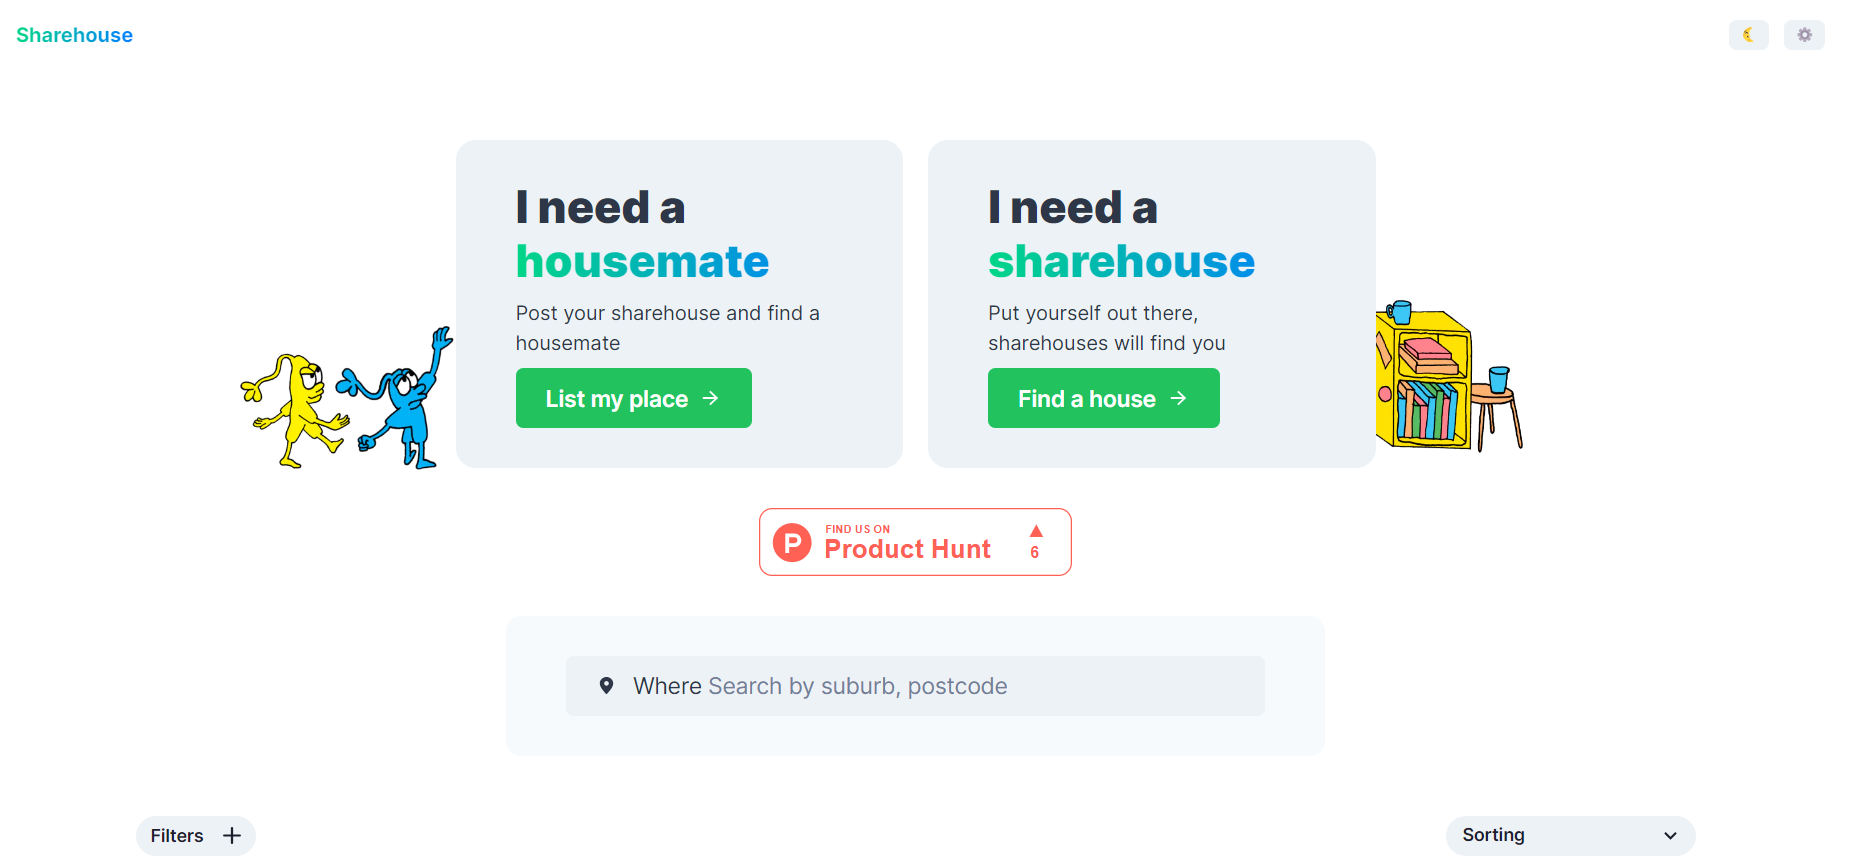 Sharehouse
I need a
housemate
Post your sharehouse and find a
housemate
List my place →
I need a
sharehouse
Put yourself out there,
sharehouses will find you
Find a house →
P
FIND US ON
Product Hunt
▲
6
Where Search by suburb, postcode
Filters +
Sorting